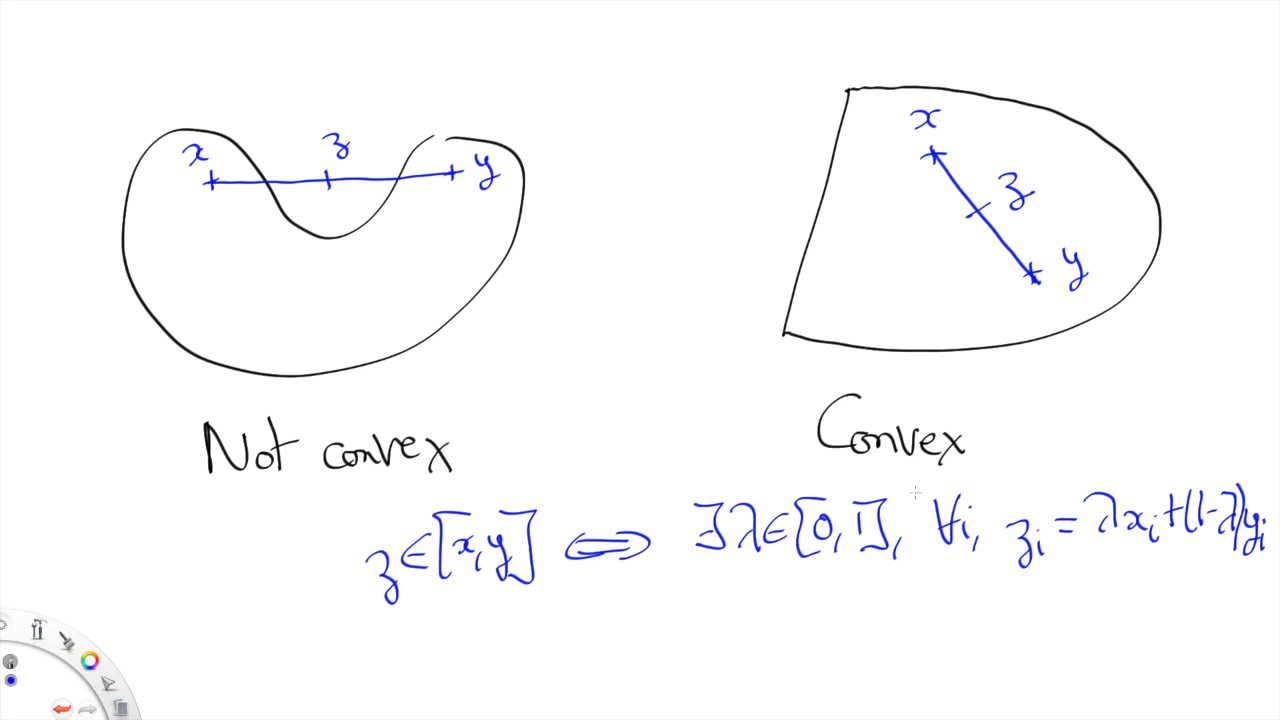 x z y
x
z
y
Not convex
Convex
z∈[x,y] ⟺ ∃λ∈[0,1], ∀i, zᵢ = λxᵢ+(1-λ)yᵢ